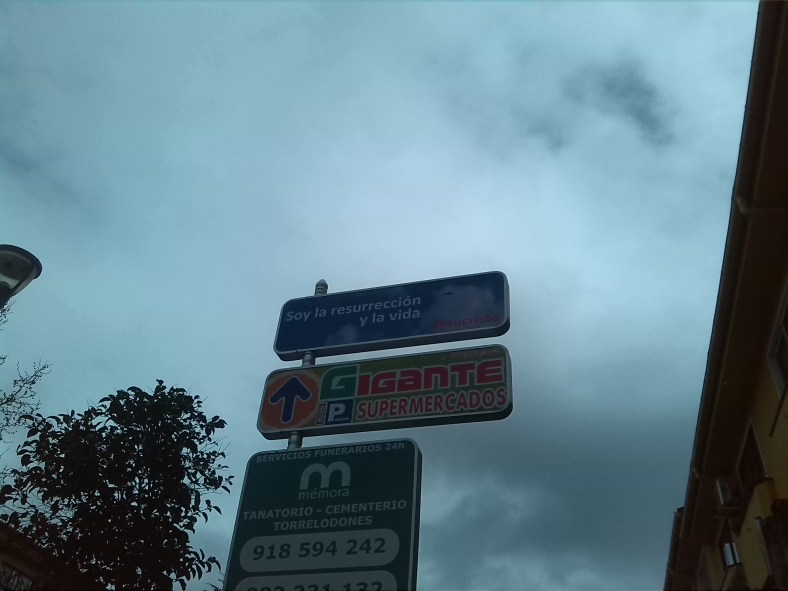 Soy la resurrección
y la vida
Jesucristo
GIGANTE
P SUPERMERCADOS
SERVICIOS FUNERARIOS 24h
m
mémora
TANATORIO - CEMENTERIO
TORRELODONES
918 594 242